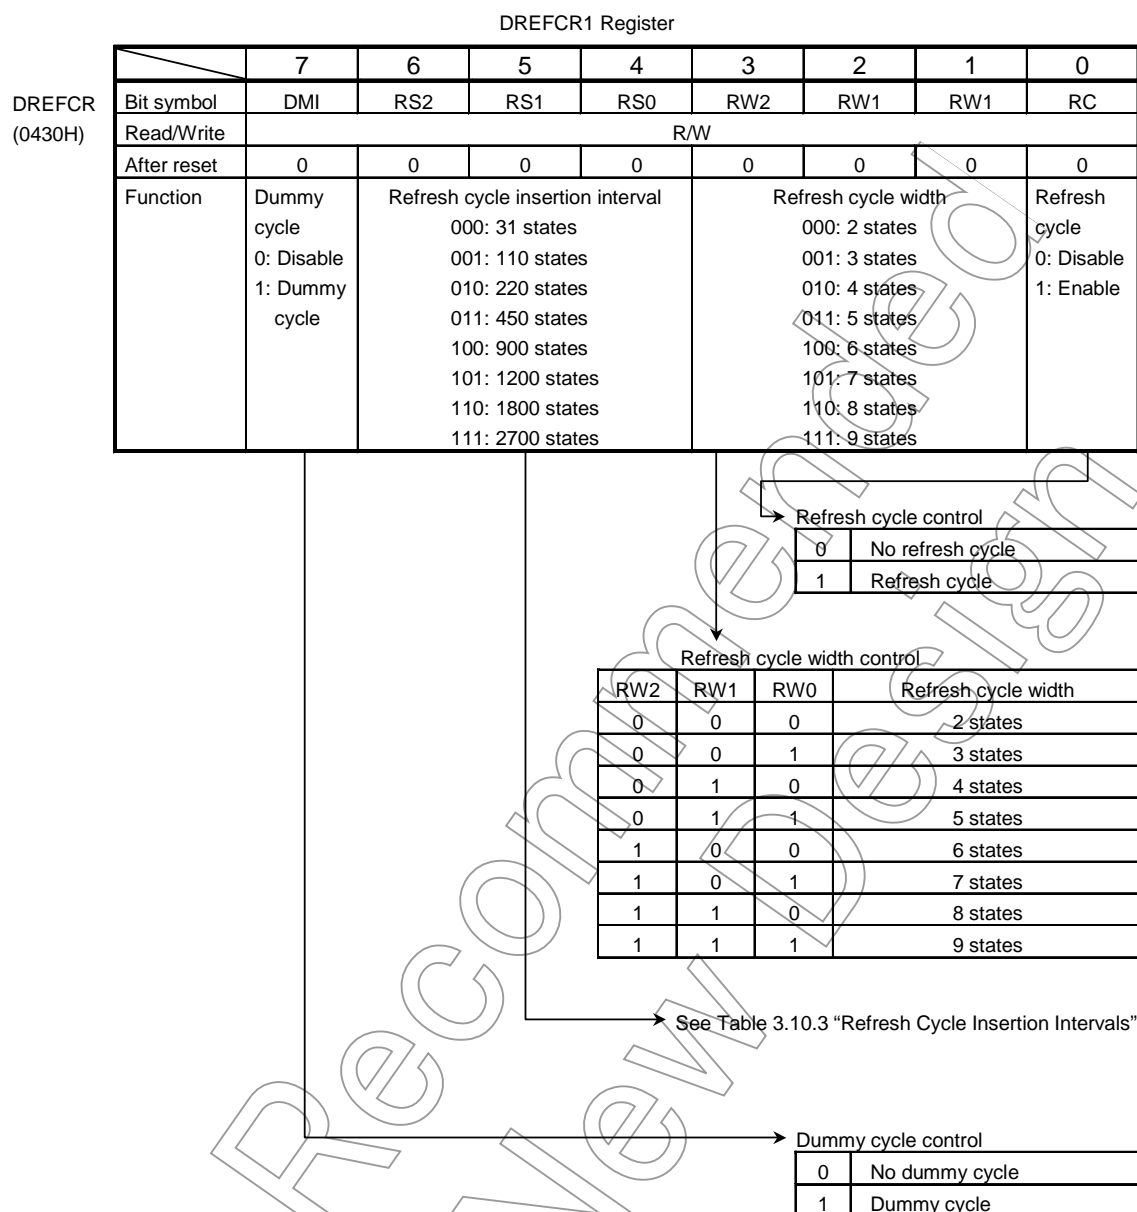 DREFCR1 Register
7 6 5 4 3 2 1 0
DREFCR (0430H)
Bit symbol DMI RS2 RS1 RS0 RW2 RW1 RW1 RC
Read/Write R/W
After reset 0 0 0 0 0 0 0 0
Function
Dummy
cycle
0: Disable
1: Dummy
cycle
Refresh cycle insertion interval
000: 31 states
001: 110 states
010: 220 states
011: 450 states
100: 900 states
101: 1200 states
110: 1800 states
111: 2700 states
Refresh cycle width
000: 2 states
001: 3 states
010: 4 states
011: 5 states
100: 6 states
101: 7 states
110: 8 states
111: 9 states
Refresh
cycle
0: Disable
1: Enable
Refresh cycle control
0 No refresh cycle
1 Refresh cycle
Refresh cycle width control
RW2 RW1 RW0 Refresh cycle width
0 0 0 2 states
0 0 1 3 states
0 1 0 4 states
0 1 1 5 states
1 0 0 6 states
1 0 1 7 states
1 1 0 8 states
1 1 1 9 states
See Table 3.10.3 “Refresh Cycle Insertion Intervals”
Dummy cycle control
0 No dummy cycle
1 Dummy cycle
Recommended
New Design